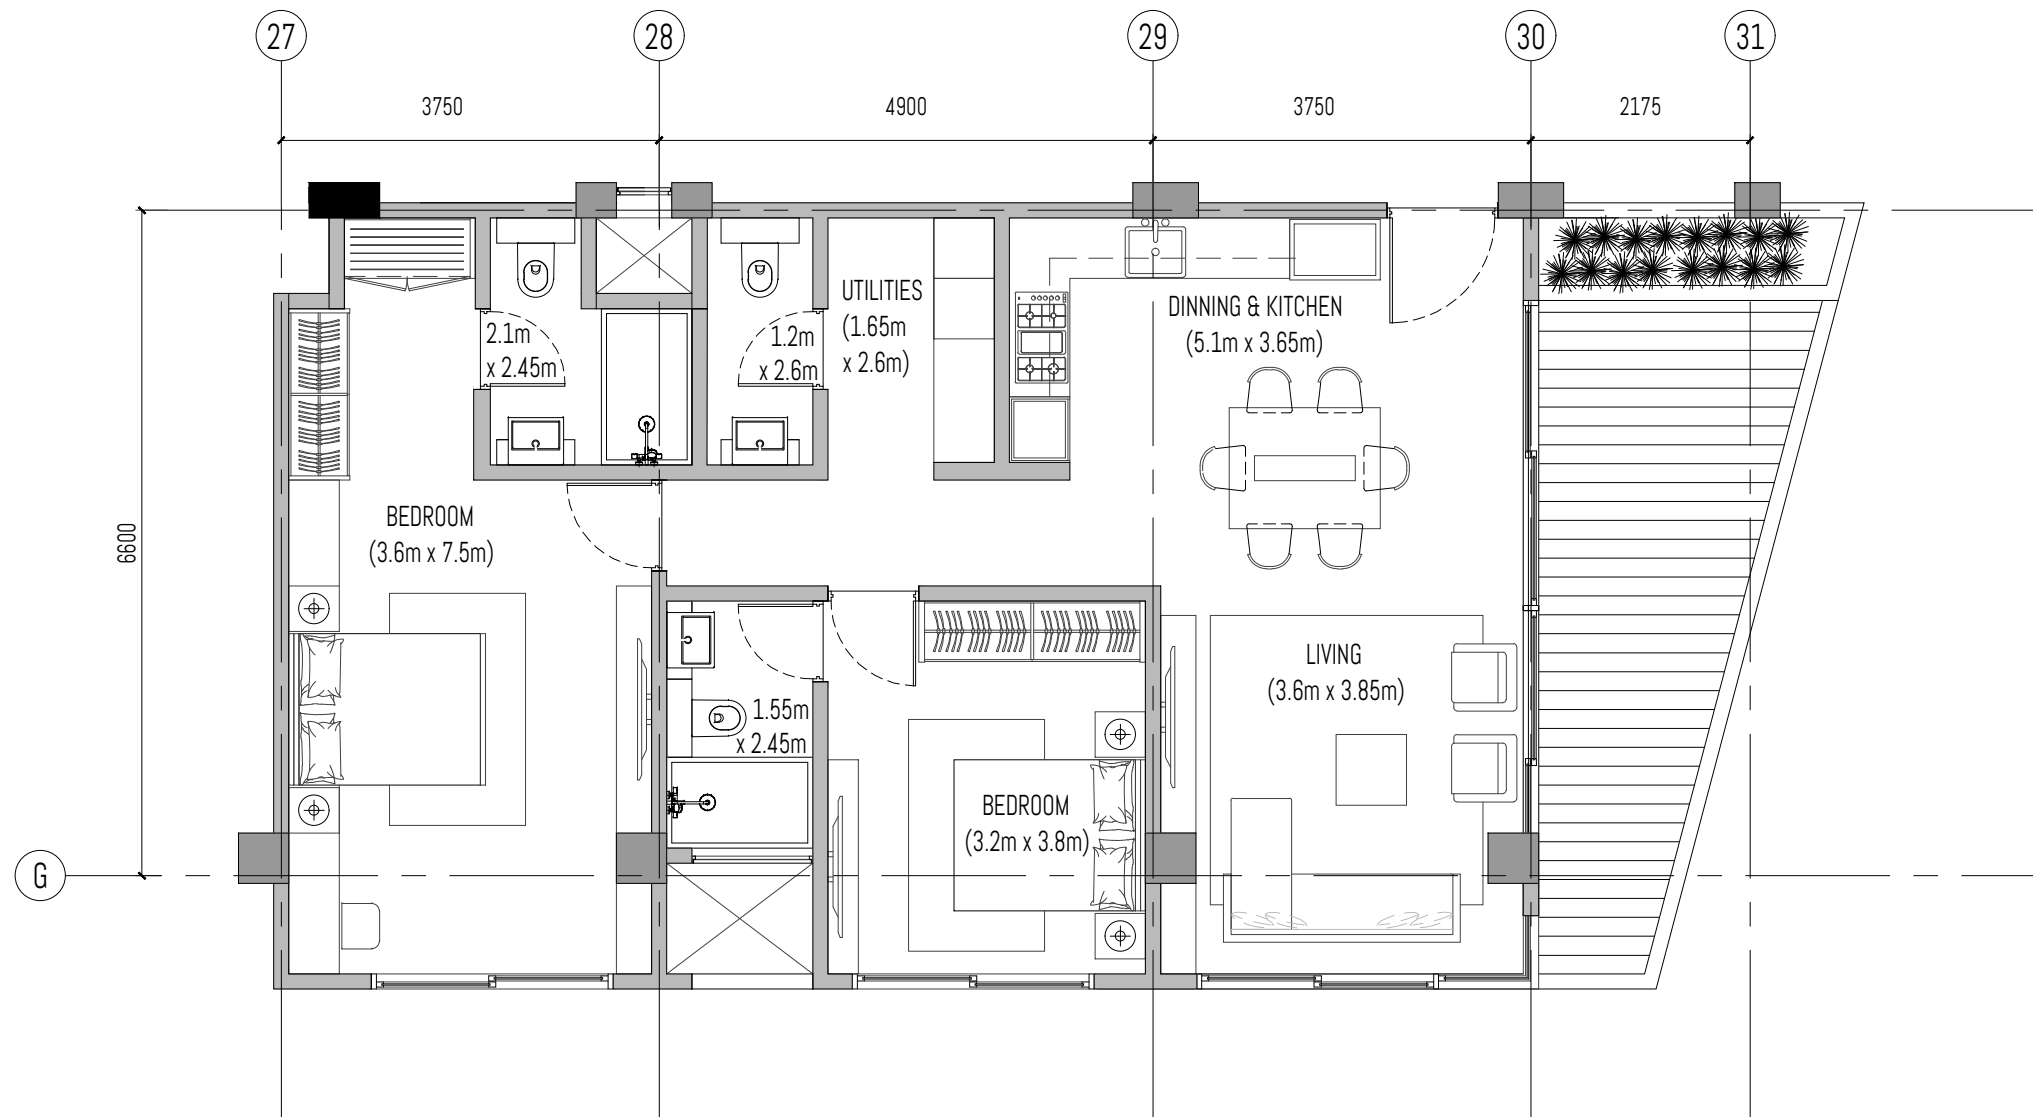 27
28
29
30
31
3750
4900
3750
2175
6600
G
UTILITIES
(1.65m
x 2.6m)
DINNING & KITCHEN
(5.1m x 3.65m)
2.1m
x 2.45m
1.2m
x 2.6m
BEDROOM
(3.6m x 7.5m)
LIVING
(3.6m x 3.85m)
1.55m
x 2.45m
BEDROOM
(3.2m x 3.8m)